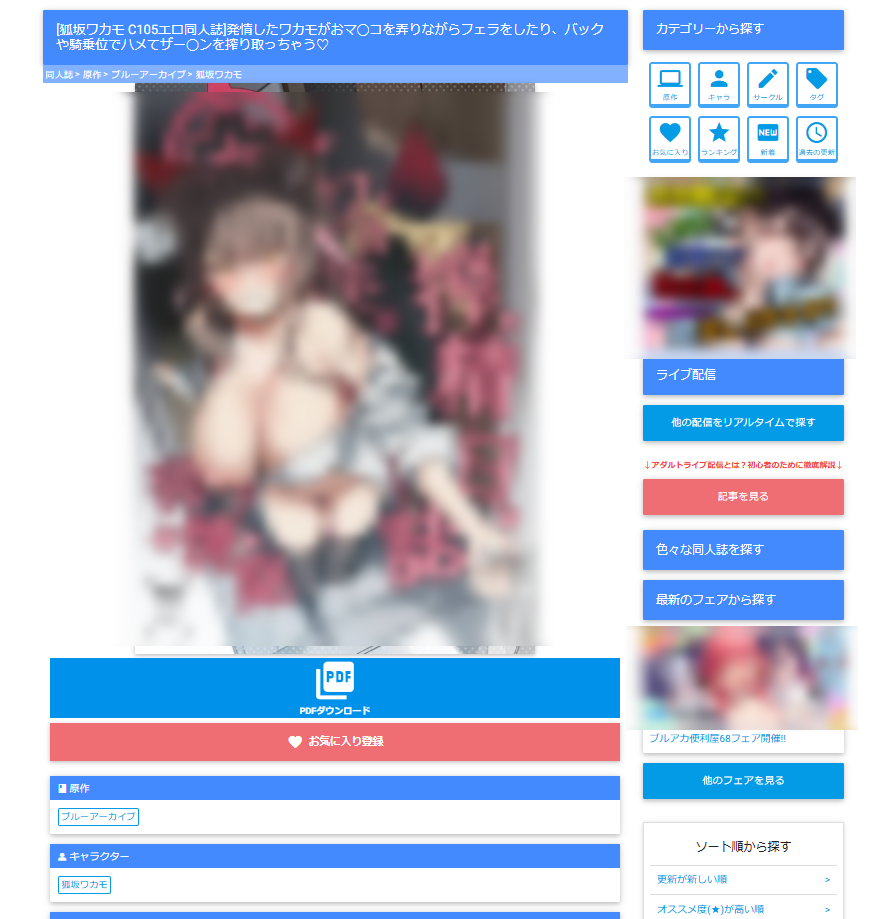 [狐坂ワカモ C105エロ同人誌]発情したワカモがおマ〇コを弄りながらフェラをしたり、バック
や騎乗位でハメてザー〇ンを搾り取っちゃう♡
同人誌 > 原作 > ブルーアーカイブ > 狐坂ワカモ
PDF
PDFダウンロード
お気に入り登録
原作
ブルーアーカイブ
キャラクター
狐坂ワカモ
カテゴリーから探す
原作 キャラ サークル タグ
NEW
お気に入り ランキング 新着 過去の更新
ライブ配信
他の配信をリアルタイムで探す
↓アダルトライブ配信とは？初心者のために徹底解説↓
記事を見る
色々な同人誌を探す
最新のフェアから探す
ブルアカ便利屋68フェア開催!!
他のフェアを見る
ソート順から探す
更新が新しい順 >
オススメ度(★)が高い順 >